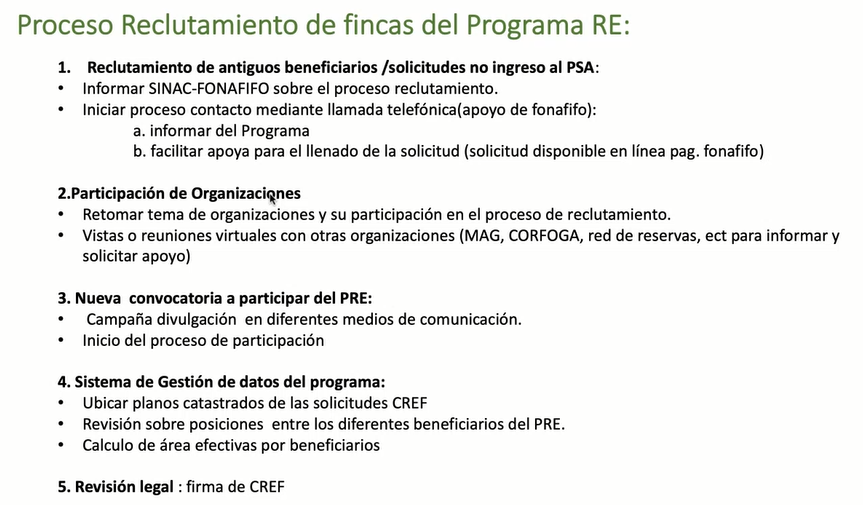 Proceso Reclutamiento de fincas del Programa RE:
1. Reclutamiento de antiguos beneficiarios /solicitudes no ingreso al PSA:
• Informar SINAC-FONAFIFO sobre el proceso reclutamiento.
• Iniciar proceso contacto mediante llamada telefónica(apoyo de fonafifo):
a. informar del Programa
b. facilitar apoya para el llenado de la solicitud (solicitud disponible en línea pag. fonafifo)
2.Participación de Organizaciones
• Retomar tema de organizaciones y su participación en el proceso de reclutamiento.
• Vistas o reuniones virtuales con otras organizaciones (MAG, CORFOGA, red de reservas, ect para informar y
solicitar apoyo)
3. Nueva convocatoria a participar del PRE:
• Campaña divulgación en diferentes medios de comunicación.
• Inicio del proceso de participación
4. Sistema de Gestión de datos del programa:
• Ubicar planos catastrados de las solicitudes CREF
• Revisión sobre posiciones entre los diferentes beneficiarios del PRE.
• Calculo de área efectivas por beneficiarios
5. Revisión legal : firma de CREF